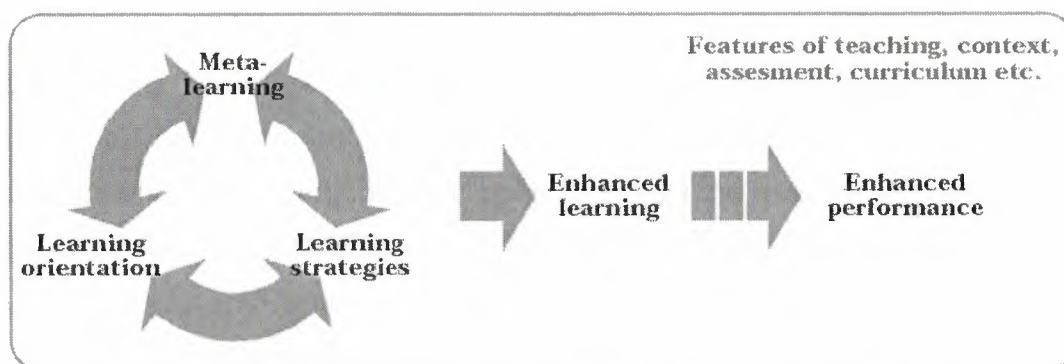 Features of teaching, context,
assesment, curriculum etc.
Meta-
learning
Learning
orientation
Learning
strategies
Enhanced
learning
Enhanced
performance